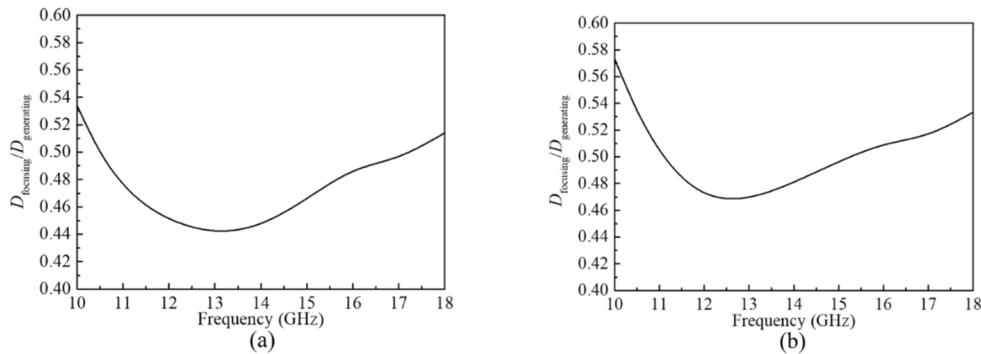 0.60
0.58
0.56
0.54
0.52
0.50
0.48
0.46
0.44
0.42
0.40
D_focusing/D_generating
10 11 12 13 14 15 16 17 18
Frequency (GHz)
(a)
0.60
0.58
0.56
0.54
0.52
0.50
0.48
0.46
0.44
0.42
0.40
D_focusing/D_generating
10 11 12 13 14 15 16 17 18
Frequency (GHz)
(b)